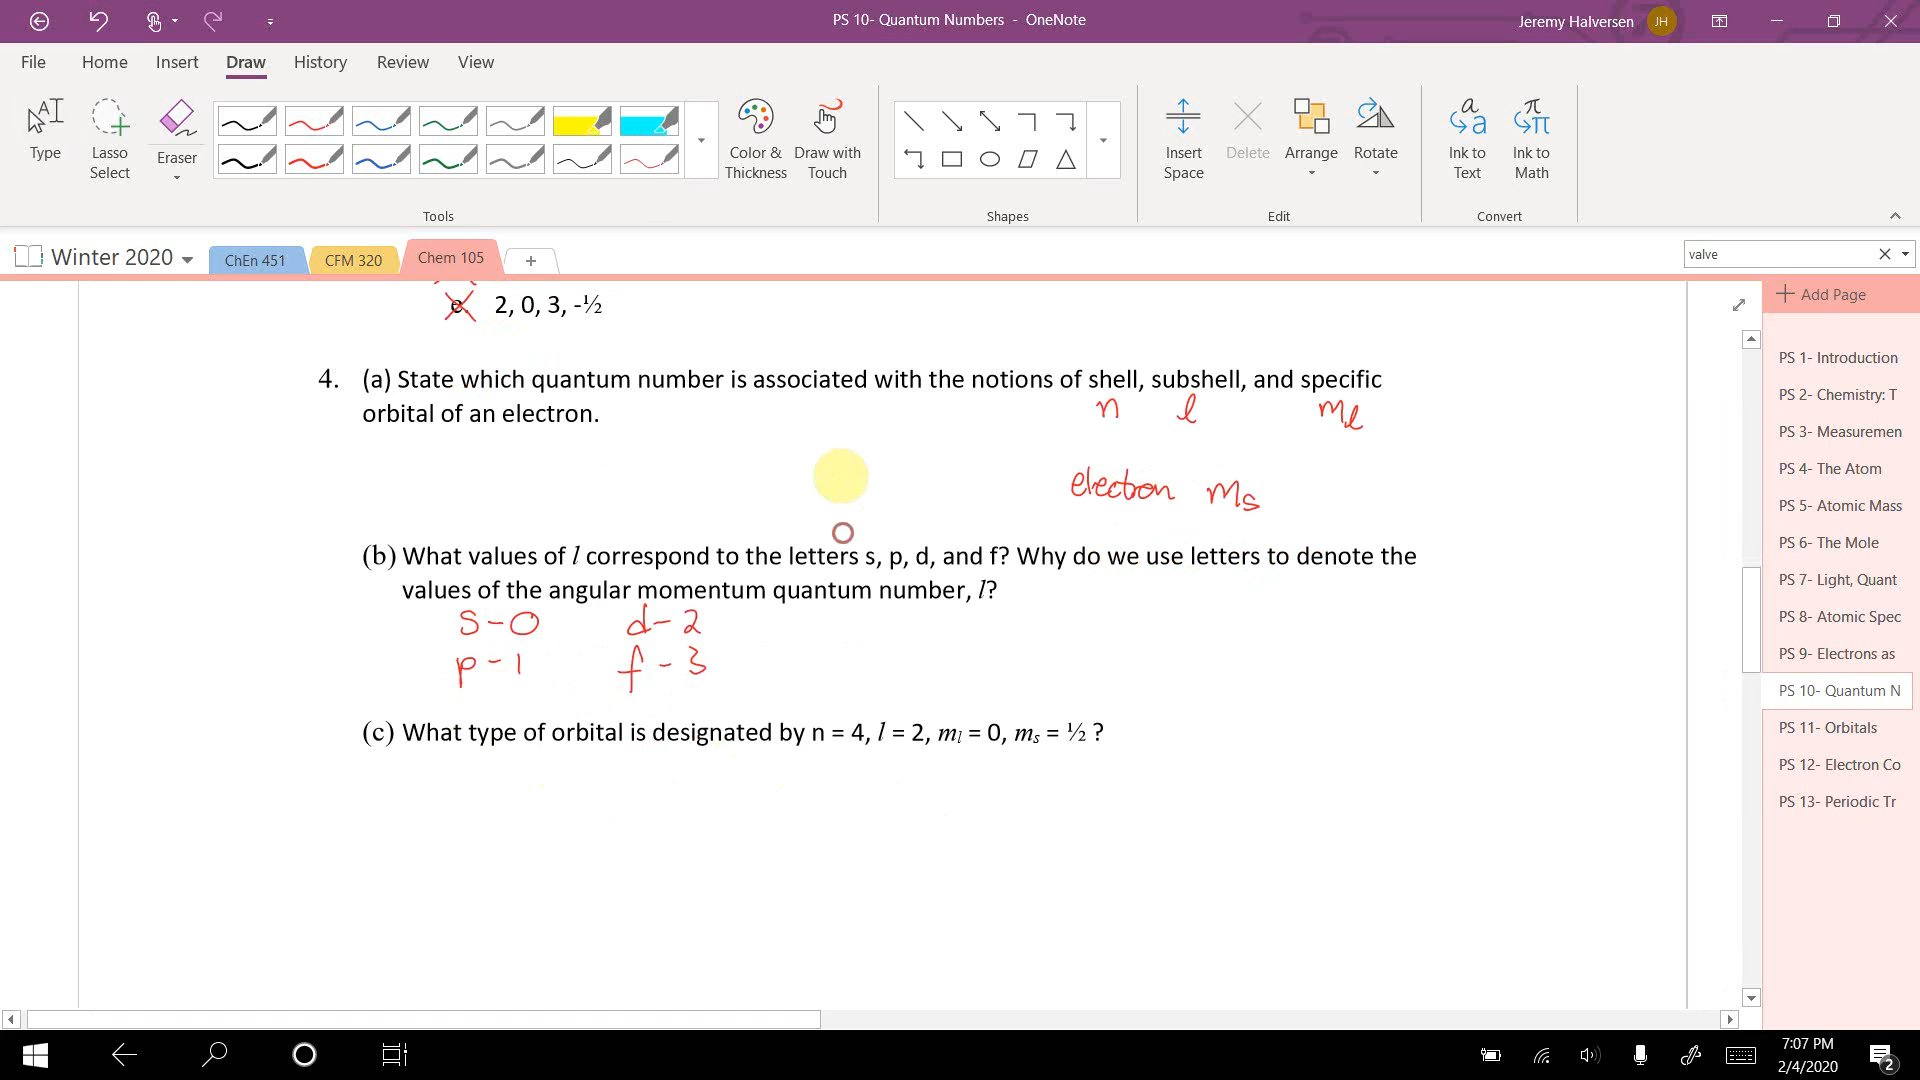 PS 10- Quantum Numbers - OneNote
Jeremy Halversen
JH
File Home Insert Draw History Review View
Type
Lasso Select
Eraser
Color & Thickness
Draw with Touch
Insert Space
Delete
Arrange
Rotate
Ink to Text
Ink to Math
Tools
Shapes
Edit
Convert
Winter 2020
ChEn 451
CFM 320
Chem 105
valve
Add Page
2, 0, 3, -½
4. (a) State which quantum number is associated with the notions of shell, subshell, and specific
orbital of an electron.
n l mₗ
electron mₛ
(b) What values of l correspond to the letters s, p, d, and f? Why do we use letters to denote the
values of the angular momentum quantum number, l?
s - 0 d - 2
p - 1 f - 3
(c) What type of orbital is designated by n = 4, l = 2, mₗ = 0, mₛ = ½ ?
PS 1- Introduction
PS 2- Chemistry: T
PS 3- Measuremen
PS 4- The Atom
PS 5- Atomic Mass
PS 6- The Mole
PS 7- Light, Quant
PS 8- Atomic Spec
PS 9- Electrons as
PS 10- Quantum N
PS 11- Orbitals
PS 12- Electron Co
PS 13- Periodic Tr
7:07 PM
2/4/2020
2